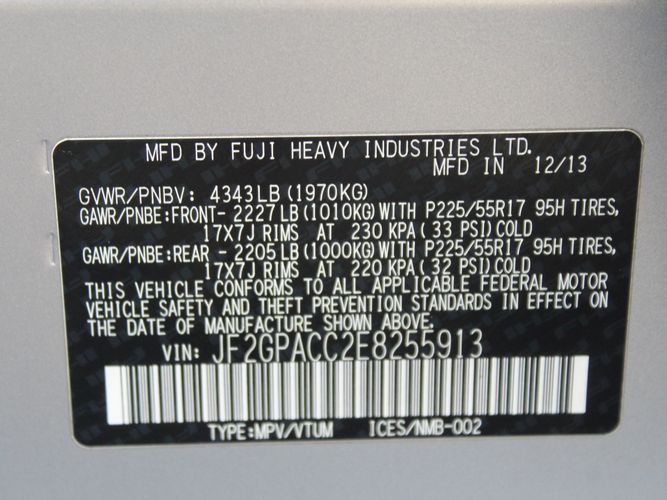 MFD BY FUJI HEAVY INDUSTRIES LTD.
MFD IN 12/13
GVWR/PNBV: 4343LB(1970KG)
GAWR/PNBE:FRONT- 2227LB(1010KG)WITH P225/55R17 95H TIRES,
17X7J RIMS AT 230 KPA( 33 PSI)COLD
GAWR/PNBE:REAR - 2205LB(1000KG)WITH P225/55R17 95H TIRES,
17X7J RIMS AT 220 KPA( 32 PSI)COLD
THIS VEHICLE CONFORMS TO ALL APPLICABLE FEDERAL MOTOR
VEHICLE SAFETY AND THEFT PREVENTION STANDARDS IN EFFECT ON
THE DATE OF MANUFACTURE SHOWN ABOVE.
VIN: JF2GPACC2E8255913
TYPE:MPV/VTUM ICES/NMB-002